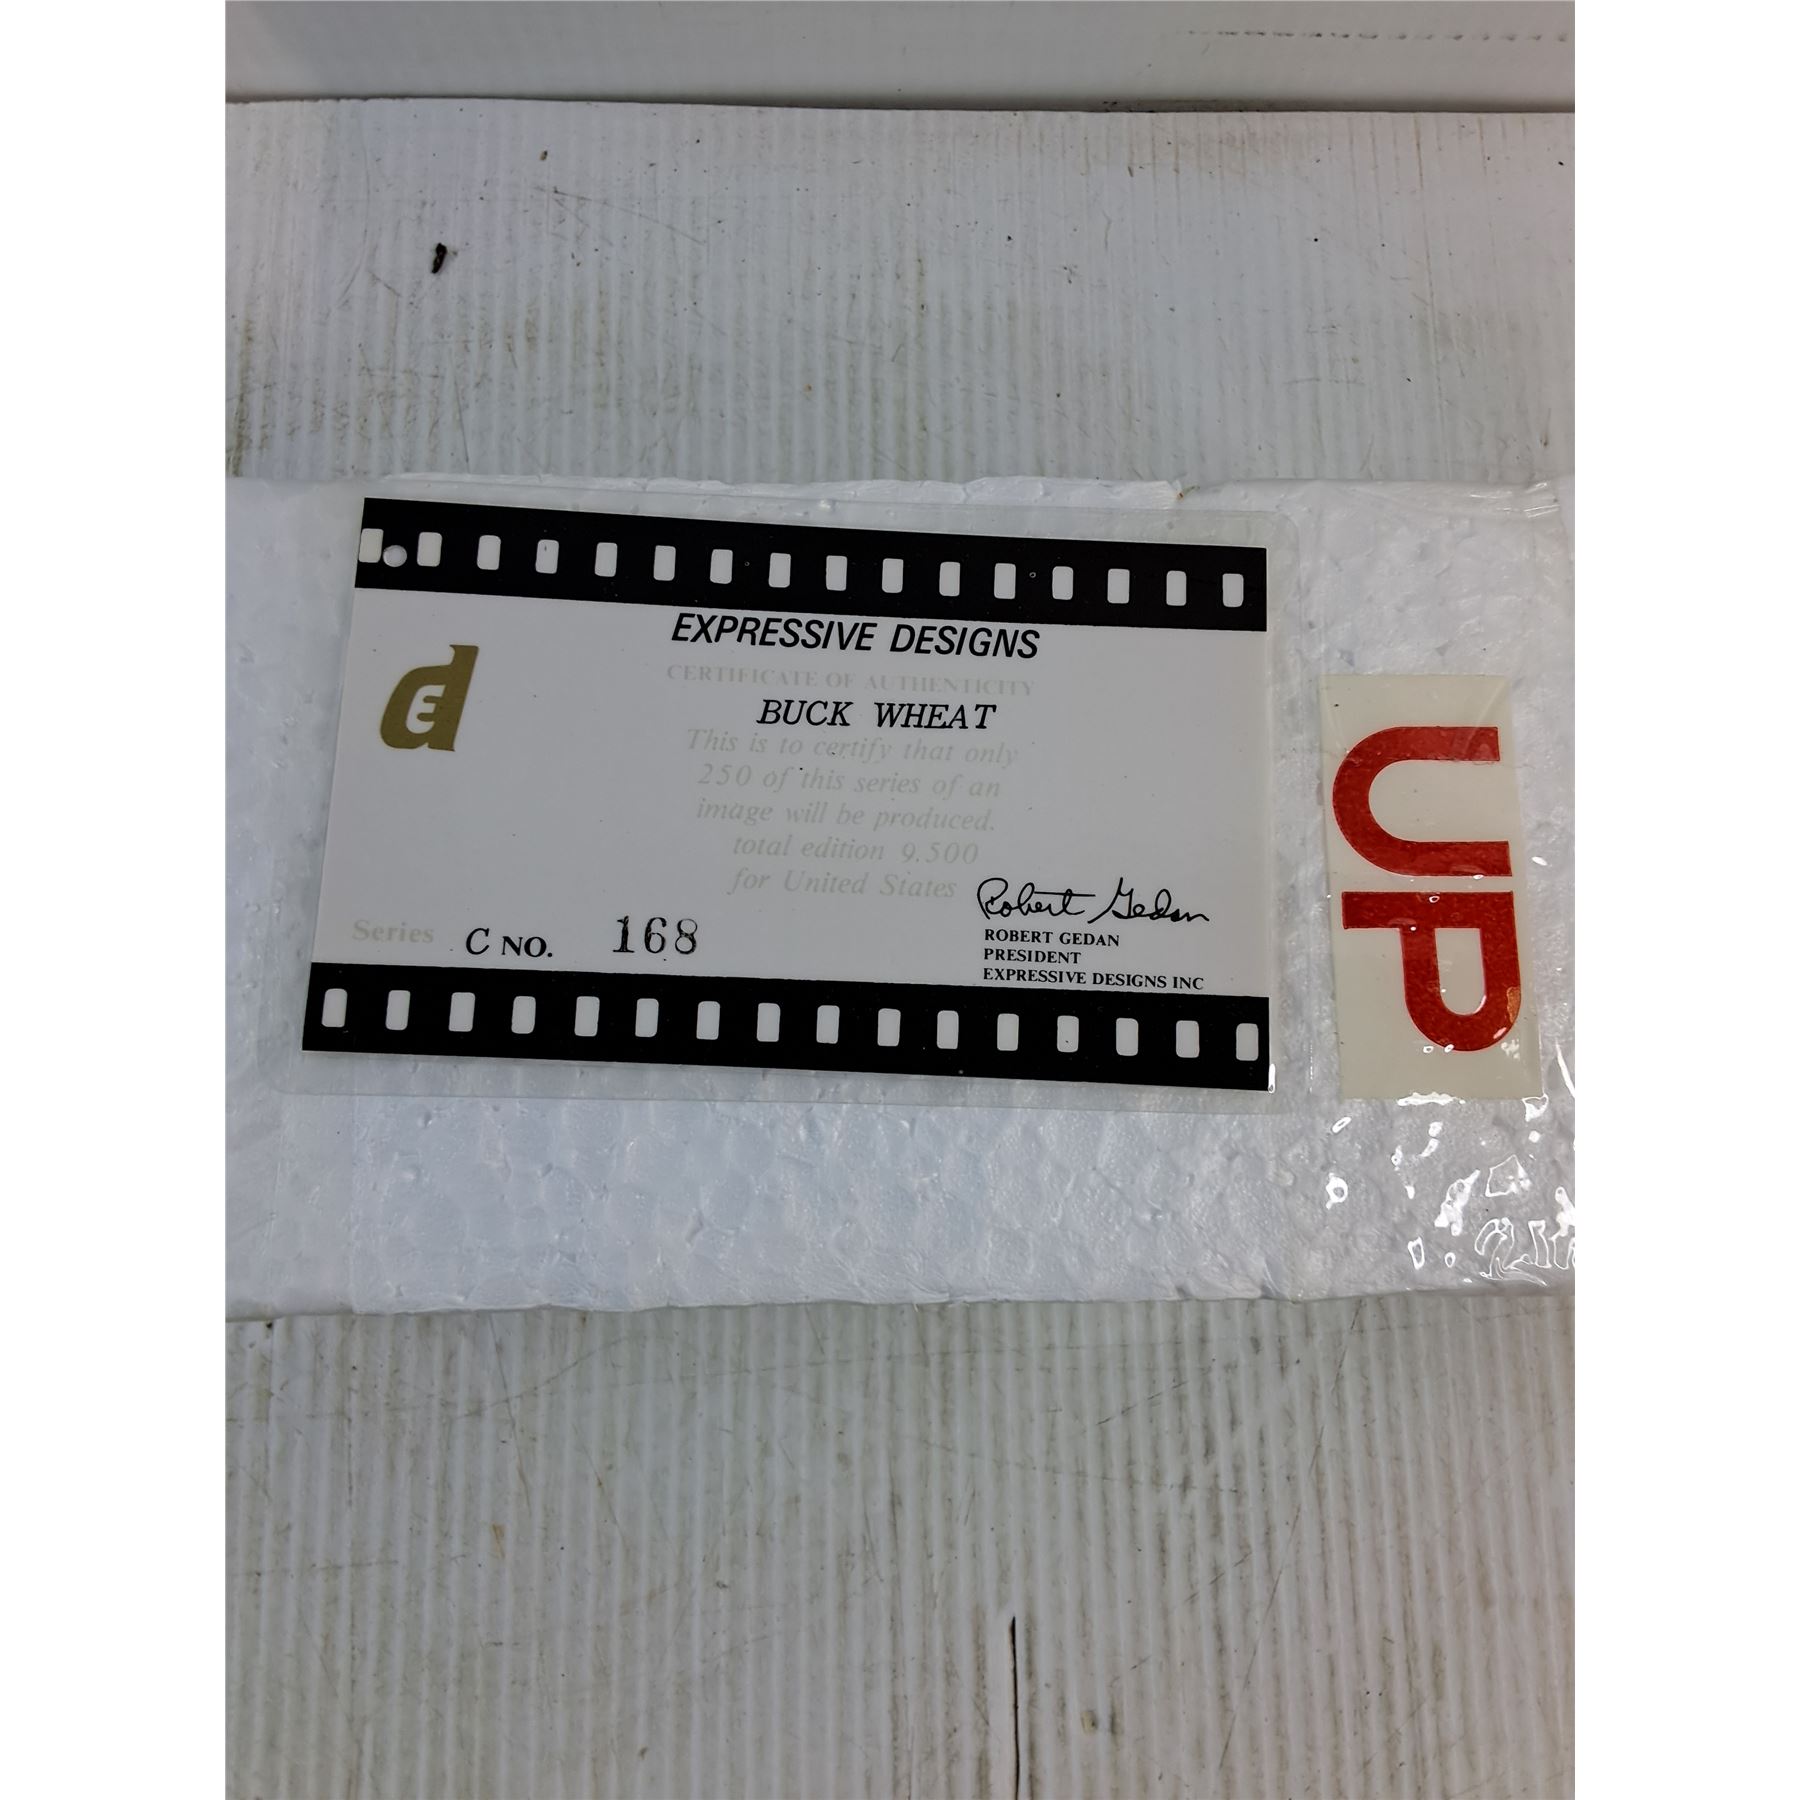 EXPRESSIVE DESIGNS
CERTIFICATE OF AUTHENTICITY
BUCK WHEAT
This is to certify that only
250 of this series of an
image will be produced.
total edition 9.500
for United States
Robert Gedan
Series C NO. 168
ROBERT GEDAN
PRESIDENT
EXPRESSIVE DESIGNS INC
dE
UP